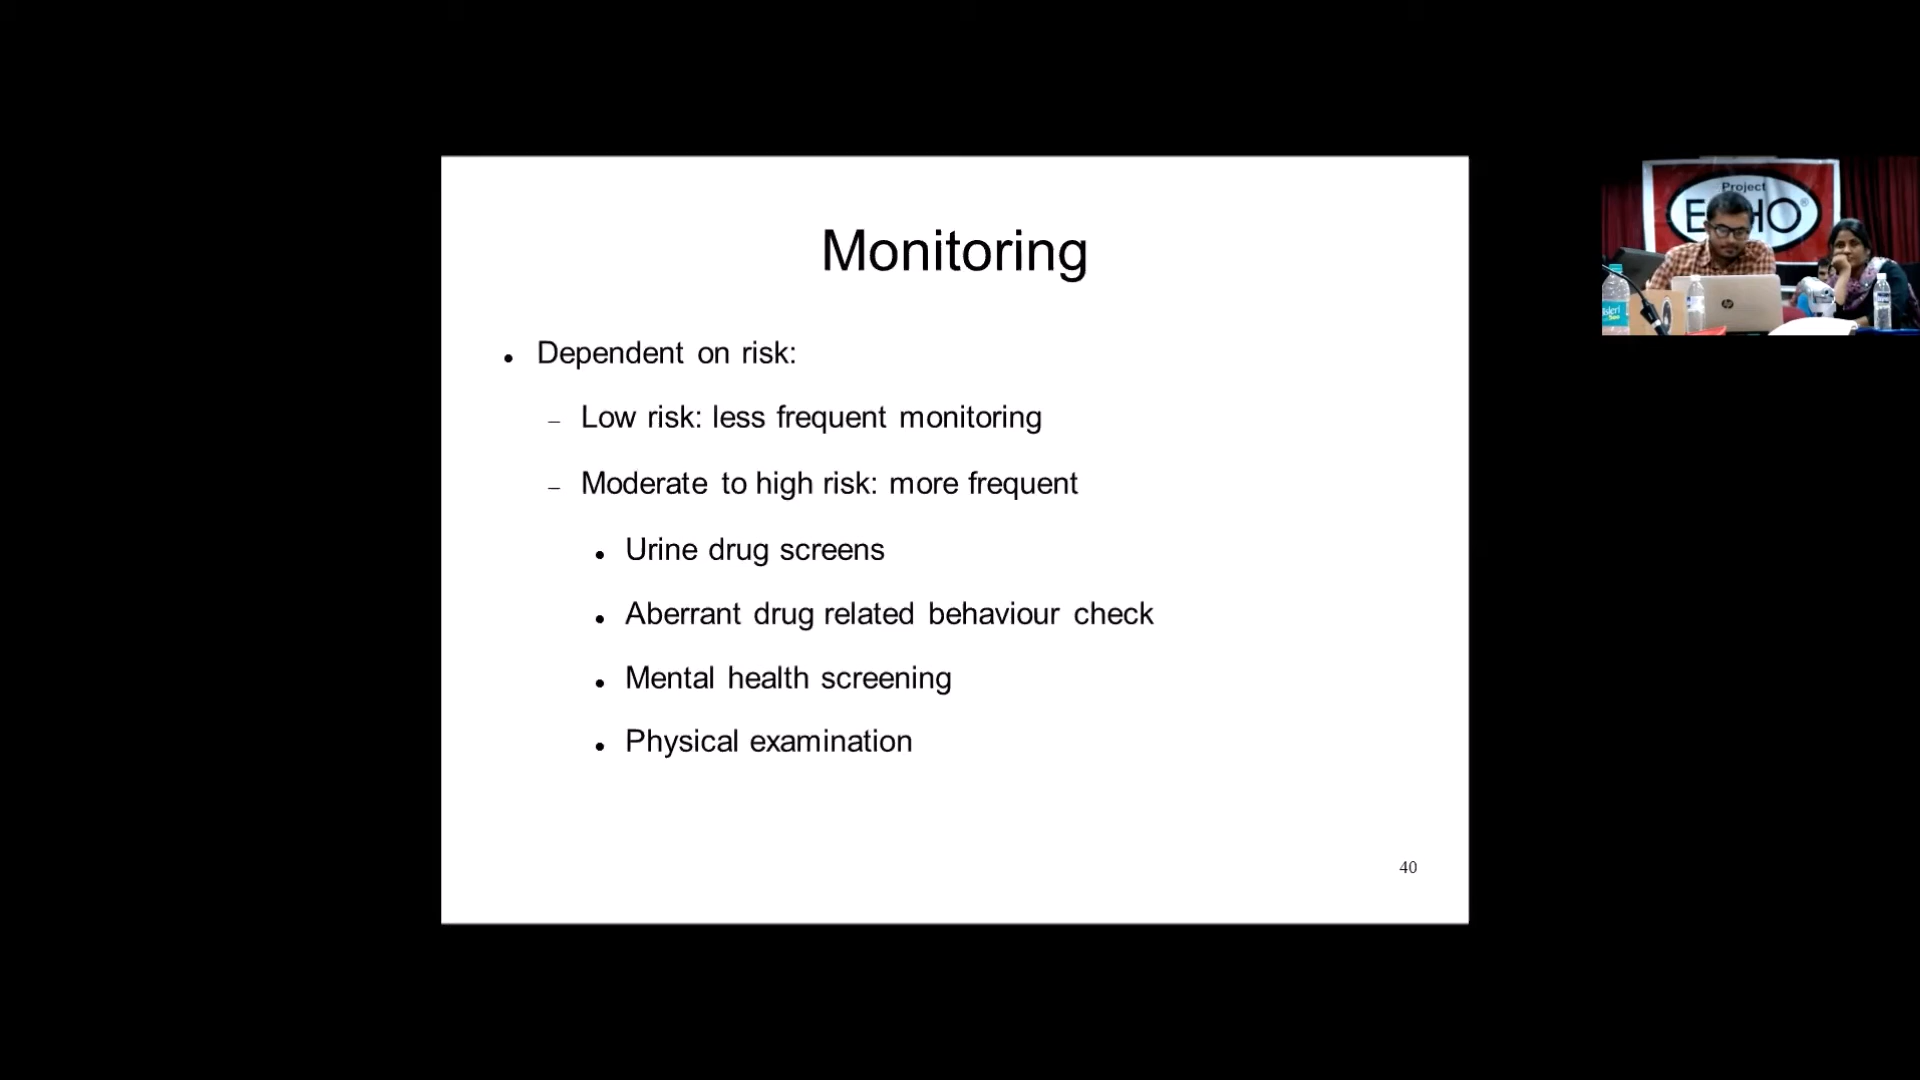 Monitoring
Dependent on risk:
Low risk: less frequent monitoring
Moderate to high risk: more frequent
Urine drug screens
Aberrant drug related behaviour check
Mental health screening
Physical examination
40
Project
hp